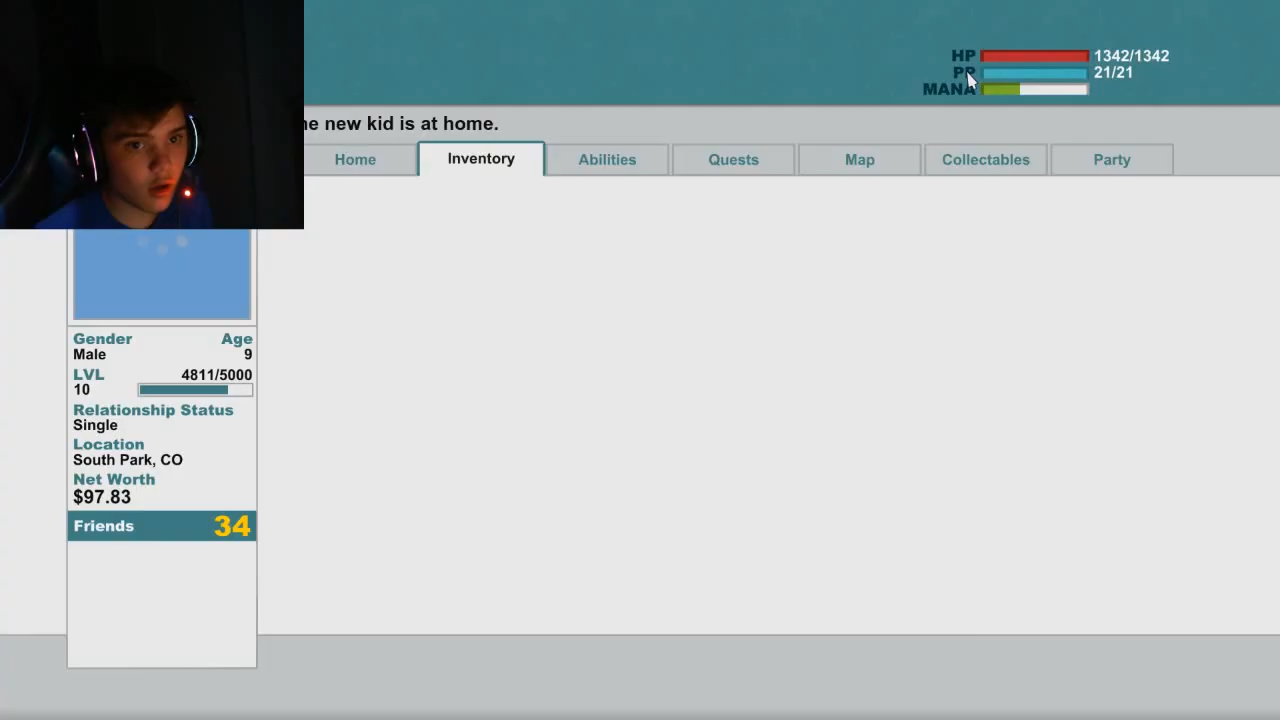 HP 1342/1342
PP 21/21
MANA
he new kid is at home.
Home Inventory Abilities Quests Map Collectables Party
Gender Age
Male 9
LVL 4811/5000
10
Relationship Status
Single
Location
South Park, CO
Net Worth
$97.83
Friends 34